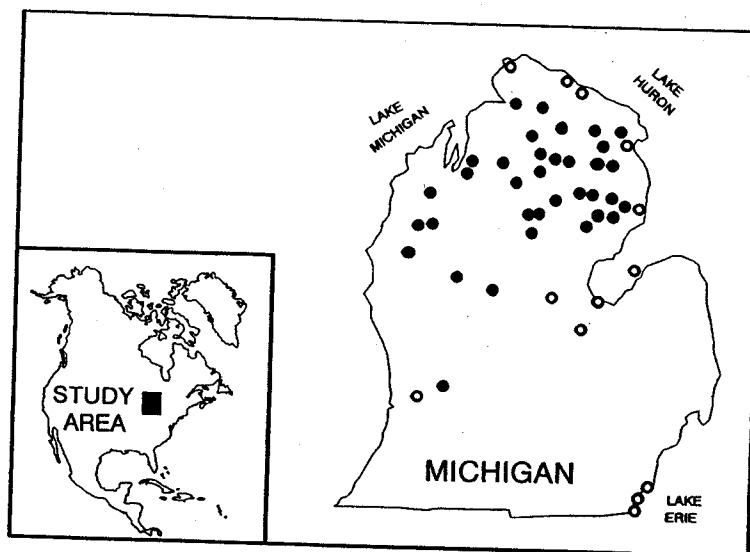 LAKE
MICHIGAN
LAKE
HURON
STUDY
AREA
MICHIGAN
LAKE
ERIE